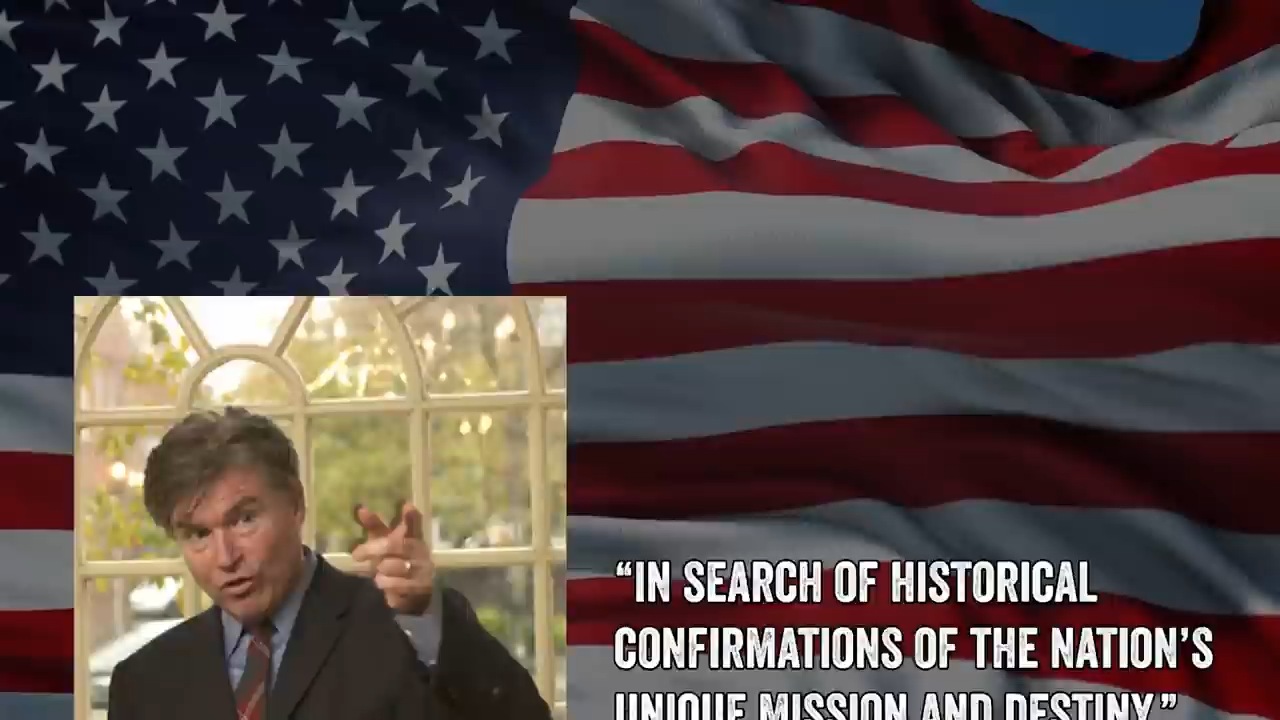 “IN SEARCH OF HISTORICAL
CONFIRMATIONS OF THE NATION’S
UNIQUE MISSION AND DESTINY”